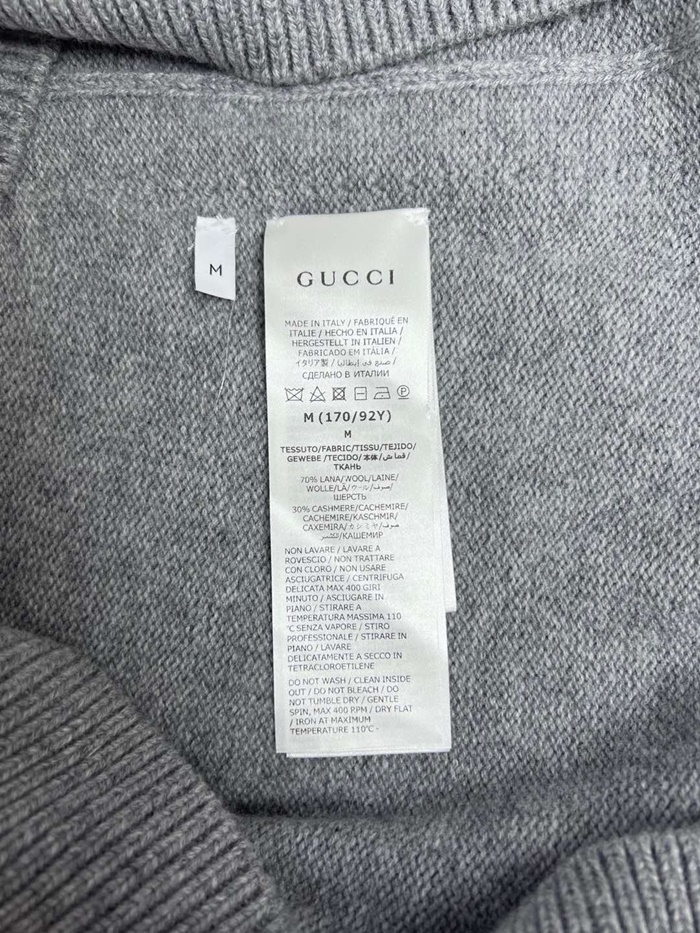 M
GUCCI
MADE IN ITALY / FABRIQUÉ EN
ITALIE / HECHO EN ITALIA /
HERGESTELLT IN ITALIEN /
FABRICADO EM ITÁLIA /
イタリア製 / صنع في إيطاليا /
СДЕЛАНО В ИТАЛИИ
M (170/92Y)
M
TESSUTO/FABRIC/TISSU/TEJIDO/
GEWEBE /TECIDO/ 本体/قماش/
ТКАНЬ
70% LANA/WOOL/LAINE/
WOLLE/LÃ/ウール/صوف/
ШЕРСТЬ
30% CASHMERE/CACHEMIRE/
CACHEMIRE/KASCHMIR/
CAXEMIRA/カシミヤ/صوف
/КАШЕМИР
NON LAVARE / LAVARE A
ROVESCIO / NON TRATTARE
CON CLORO / NON USARE
ASCIUGATRICE / CENTRIFUGA
DELICATA MAX 400 GIRI
MINUTO / ASCIUGARE IN
PIANO / STIRARE A
TEMPERATURA MASSIMA 110
°C SENZA VAPORE / STIRO
PROFESSIONALE / STIRARE IN
PIANO / LAVARE
DELICATAMENTE A SECCO IN
TETRACLOROETILENE
DO NOT WASH / CLEAN INSIDE
OUT / DO NOT BLEACH / DO
NOT TUMBLE DRY / GENTLE
SPIN, MAX 400 RPM / DRY FLAT
/ IRON AT MAXIMUM
TEMPERATURE 110°C -